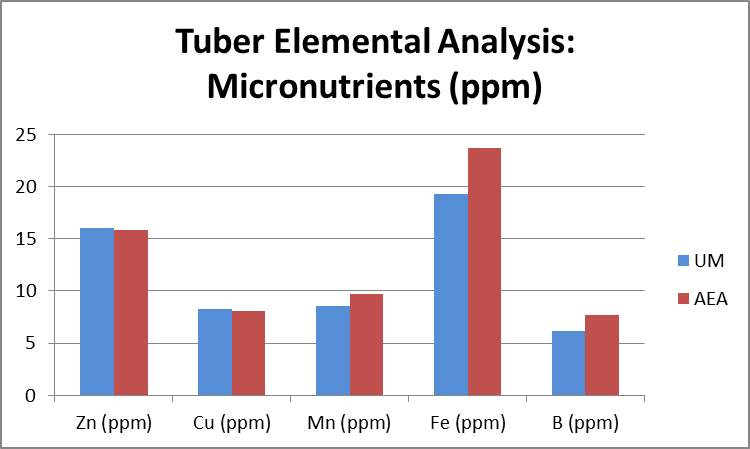 Tuber Elemental Analysis:
Micronutrients (ppm)
25
20
15
10
5
0
Zn (ppm)
Cu (ppm)
Mn (ppm)
Fe (ppm)
B (ppm)
UM
AEA